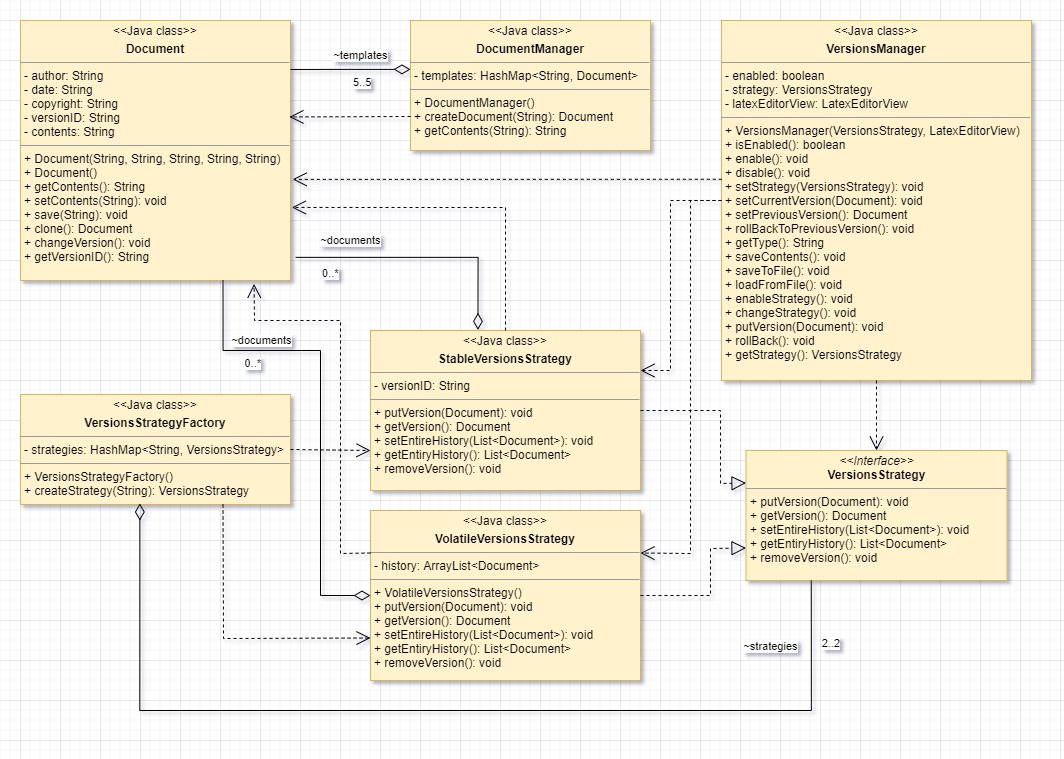 <<Java class>>
Document
- author: String
- date: String
- copyright: String
- versionID: String
- contents: String
+ Document(String, String, String, String, String)
+ Document()
+ getContents(): String
+ setContents(String): void
+ save(String): void
+ clone(): Document
+ changeVersion(): void
+ getVersionID(): String
~templates
5..5
<<Java class>>
DocumentManager
- templates: HashMap<String, Document>
+ DocumentManager()
+ createDocument(String): Document
+ getContents(String): String
<<Java class>>
VersionsManager
- enabled: boolean
- strategy: VersionsStrategy
- latexEditorView: LatexEditorView
+ VersionsManager(VersionsStrategy, LatexEditorView)
+ isEnabled(): boolean
+ enable(): void
+ disable(): void
+ setStrategy(VersionsStrategy): void
+ setCurrentVersion(Document): void
+ setPreviousVersion(): Document
+ rollBackToPreviousVersion(): void
+ getType(): String
+ saveContents(): void
+ saveToFile(): void
+ loadFromFile(): void
+ enableStrategy(): void
+ changeStrategy(): void
+ putVersion(Document): void
+ rollBack(): void
+ getStrategy(): VersionsStrategy
~documents
0..*
~documents
0..*
<<Java class>>
StableVersionsStrategy
- versionID: String
+ putVersion(Document): void
+ getVersion(): Document
+ setEntireHistory(List<Document>): void
+ getEntiryHistory(): List<Document>
+ removeVersion(): void
<<Java class>>
VersionsStrategyFactory
- strategies: HashMap<String, VersionsStrategy>
+ VersionsStrategyFactory()
+ createStrategy(String): VersionsStrategy
<<Interface>>
VersionsStrategy
+ putVersion(Document): void
+ getVersion(): Document
+ setEntireHistory(List<Document>): void
+ getEntiryHistory(): List<Document>
+ removeVersion(): void
<<Java class>>
VolatileVersionsStrategy
- history: ArrayList<Document>
+ VolatileVersionsStrategy()
+ putVersion(Document): void
+ getVersion(): Document
+ setEntireHistory(List<Document>): void
+ getEntiryHistory(): List<Document>
+ removeVersion(): void
~strategies
2..2